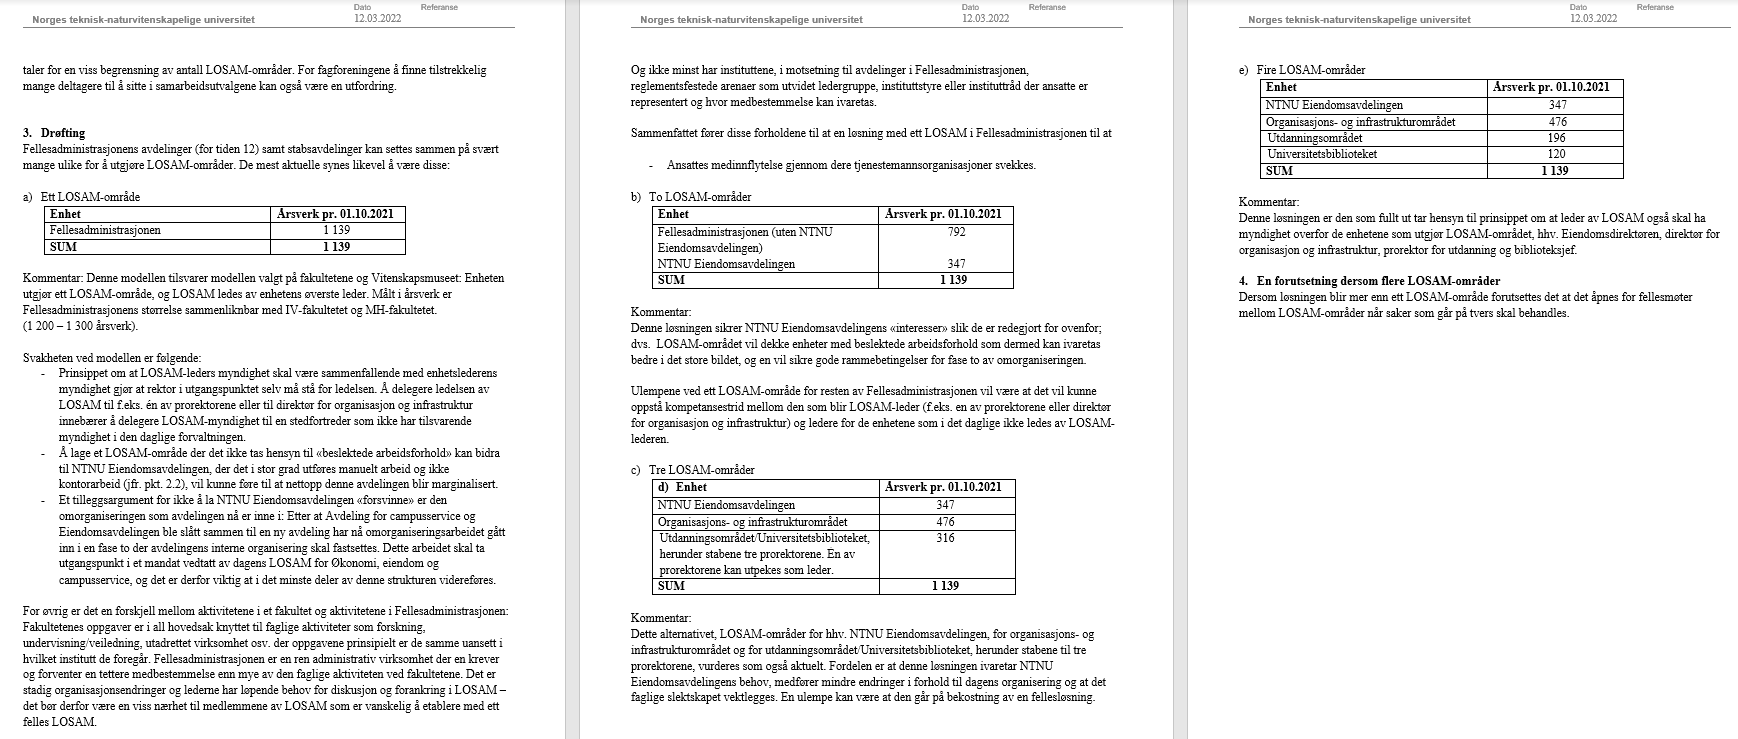 Dato Referanse
Norges teknisk-naturvitenskapelige universitet 12.03.2022
taler for en viss begrensning av antall LOSAM-områder. For fagforeningene å finne tilstrekkelig
mange deltagere til å sitte i samarbeidsutvalgene kan også være en utfordring.
3. Drøfting
Fellesadministrasjonens avdelinger (for tiden 12) samt stabsavdelinger kan settes sammen på svært
mange ulike for å utgjøre LOSAM-områder. De mest aktuelle synes likevel å være disse:
a) Ett LOSAM-område
Enhet Årsverk pr. 01.10.2021
Fellesadministrasjonen 1 139
SUM 1 139
Kommentar: Denne modellen tilsvarer modellen valgt på fakultetene og Vitenskapsmuseet: Enheten
utgjør ett LOSAM-område, og LOSAM ledes av enhetens øverste leder. Målt i årsverk er
Fellesadministrasjonens størrelse sammenliknbar med IV-fakultetet og MH-fakultetet.
(1 200 – 1 300 årsverk).
Svakheten ved modellen er følgende:
- Prinsippet om at LOSAM-leders myndighet skal være sammenfallende med enhetslederens
myndighet gjør at rektor i utgangspunktet selv må stå for ledelsen. Å delegere ledelsen av
LOSAM til f.eks. én av prorektorene eller til direktør for organisasjon og infrastruktur
innebærer å delegere LOSAM-myndighet til en stedfortreder som ikke har tilsvarende
myndighet i den daglige forvaltningen.
- Å lage et LOSAM-område der det ikke tas hensyn til «beslektede arbeidsforhold» kan bidra
til NTNU Eiendomsavdelingen, der det i stor grad utføres manuelt arbeid og ikke
kontorarbeid (jfr. pkt. 2.2), vil kunne føre til at nettopp denne avdelingen blir marginalisert.
- Et tilleggsargument for ikke å la NTNU Eiendomsavdelingen «forsvinne» er den
omorganiseringen som avdelingen nå er inne i: Etter at Avdeling for campusservice og
Eiendomsavdelingen ble slått sammen til en ny avdeling har nå omorganiseringsarbeidet gått
inn i en fase to der avdelingens interne organisering skal fastsettes. Dette arbeidet skal ta
utgangspunkt i et mandat vedtatt av dagens LOSAM for Økonomi, eiendom og
campusservice, og det er derfor viktig at i det minste deler av denne strukturen videreføres.
For øvrig er det en forskjell mellom aktivitetene i et fakultet og aktivitetene i Fellesadministrasjonen:
Fakultetenes oppgaver er i all hovedsak knyttet til faglige aktiviteter som forskning,
undervisning/veiledning, utadrettet virksomhet osv. der oppgavene prinsipielt er de samme uansett i
hvilket institutt de foregår. Fellesadministrasjonen er en ren administrativ virksomhet der en krever
og forventer en tettere medbestemmelse enn mye av den faglige aktiviteten ved fakultetene. Det er
stadig organisasjonsendringer og lederne har løpende behov for diskusjon og forankring i LOSAM –
det bør derfor være en viss nærhet til medlemmene av LOSAM som er vanskelig å etablere med ett
felles LOSAM.
Dato Referanse
Norges teknisk-naturvitenskapelige universitet 12.03.2022
Og ikke minst har instituttene, i motsetning til avdelinger i Fellesadministrasjonen,
reglementsfestede arenaer som utvidet ledergruppe, instituttstyre eller instituttråd der ansatte er
representert og hvor medbestemmelse kan ivaretas.
Sammenfattet fører disse forholdene til at en løsning med ett LOSAM i Fellesadministrasjonen til at
- Ansattes medinnflytelse gjennom dere tjenestemannsorganisasjoner svekkes.
b) To LOSAM-områder
Enhet Årsverk pr. 01.10.2021
Fellesadministrasjonen (uten NTNU 792
Eiendomsavdelingen)
NTNU Eiendomsavdelingen 347
SUM 1 139
Kommentar:
Denne løsningen sikrer NTNU Eiendomsavdelingens «interesser» slik de er redegjort for ovenfor;
dvs. LOSAM-området vil dekke enheter med beslektede arbeidsforhold som dermed kan ivaretas
bedre i det store bildet, og en vil sikre gode rammebetingelser for fase to av omorganiseringen.
Ulempene ved ett LOSAM-område for resten av Fellesadministrasjonen vil være at det vil kunne
oppstå kompetansestrid mellom den som blir LOSAM-leder (f.eks. en av prorektorene eller direktør
for organisasjon og infrastruktur) og ledere for de enhetene som i det daglige ikke ledes av LOSAM-
lederen.
c) Tre LOSAM-områder
d) Enhet Årsverk pr. 01.10.2021
NTNU Eiendomsavdelingen 347
Organisasjons- og infrastrukturområdet 476
Utdanningsområdet/Universitetsbiblioteket, 316
herunder stabene tre prorektorene. Én av
prorektorene kan utpekes som leder.
SUM 1 139
Kommentar:
Dette alternativet, LOSAM-områder for hhv. NTNU Eiendomsavdelingen, for organisasjons- og
infrastrukturområdet og for utdanningsområdet/Universitetsbiblioteket, herunder stabene til tre
prorektorene, vurderes som også aktuelt. Fordelen er at denne løsningen ivaretar NTNU
Eiendomsavdelingens behov, medfører mindre endringer i forhold til dagens organisering og at det
faglige slektskapet vektlegges. En ulempe kan være at den går på bekostning av en fellesløsning.
Dato Referanse
Norges teknisk-naturvitenskapelige universitet 12.03.2022
e) Fire LOSAM-områder
Enhet Årsverk pr. 01.10.2021
NTNU Eiendomsavdelingen 347
Organisasjons- og infrastrukturområdet 476
Utdanningsområdet 196
Universitetsbiblioteket 120
SUM 1 139
Kommentar:
Denne løsningen er den som fullt ut tar hensyn til prinsippet om at leder av LOSAM også skal ha
myndighet overfor de enhetene som utgjør LOSAM-området, hhv. Eiendomsdirektøren, direktør for
organisasjon og infrastruktur, prorektor for utdanning og biblioteksjef.
4. En forutsetning dersom flere LOSAM-områder
Dersom løsningen blir mer enn ett LOSAM-område forutsettes det at det åpnes for fellesmøter
mellom LOSAM-områder når saker som går på tvers skal behandles.